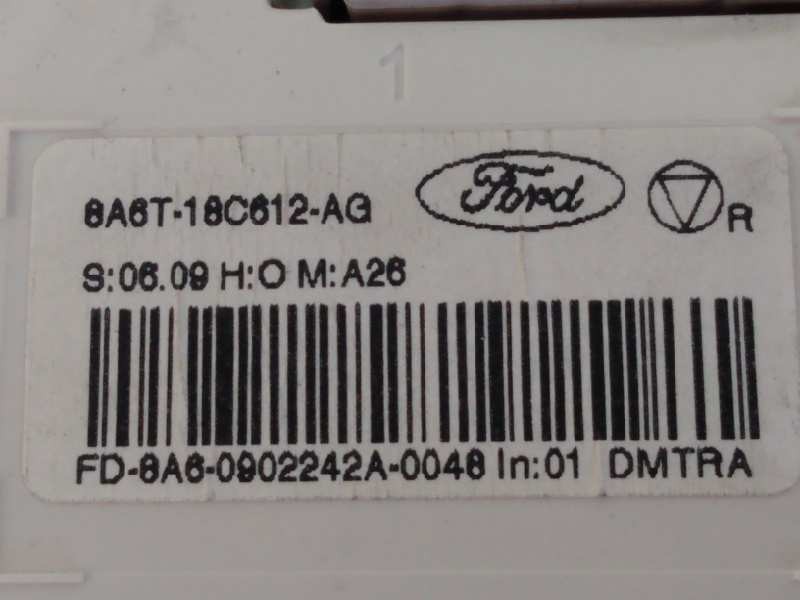 1
8A6T-18C612-AG
Ford
R
S:06.09 H:O M:A26
FD-8A6-0902242A-0048 In:01 DMTRA